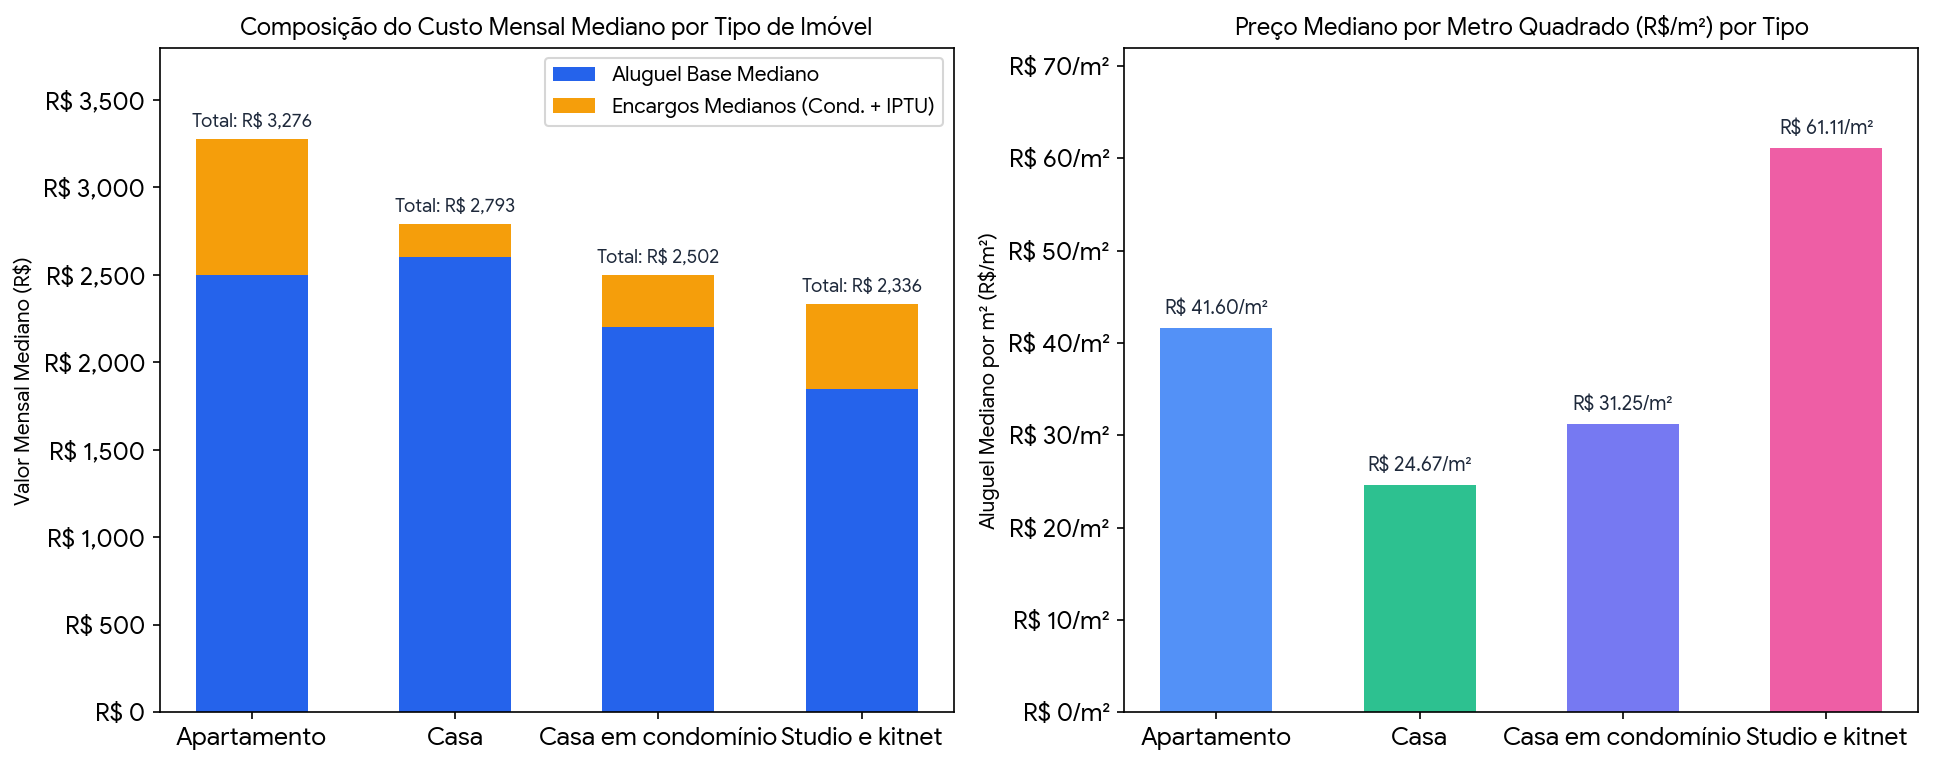 Composição do Custo Mensal Mediano por Tipo de Imóvel
Aluguel Base Mediano
Encargos Medianos (Cond. + IPTU)
Valor Mensal Mediano (R$)
R$ 3,500
R$ 3,000
R$ 2,500
R$ 2,000
R$ 1,500
R$ 1,000
R$ 500
R$ 0
Total: R$ 3,276
Total: R$ 2,793
Total: R$ 2,502
Total: R$ 2,336
Apartamento
Casa
Casa em condomínio
Studio e kitnet
Preço Mediano por Metro Quadrado (R$/m²) por Tipo
Aluguel Mediano por m² (R$/m²)
R$ 70/m²
R$ 60/m²
R$ 50/m²
R$ 40/m²
R$ 30/m²
R$ 20/m²
R$ 10/m²
R$ 0/m²
R$ 41.60/m²
R$ 24.67/m²
R$ 31.25/m²
R$ 61.11/m²
Apartamento
Casa
Casa em condomínio
Studio e kitnet